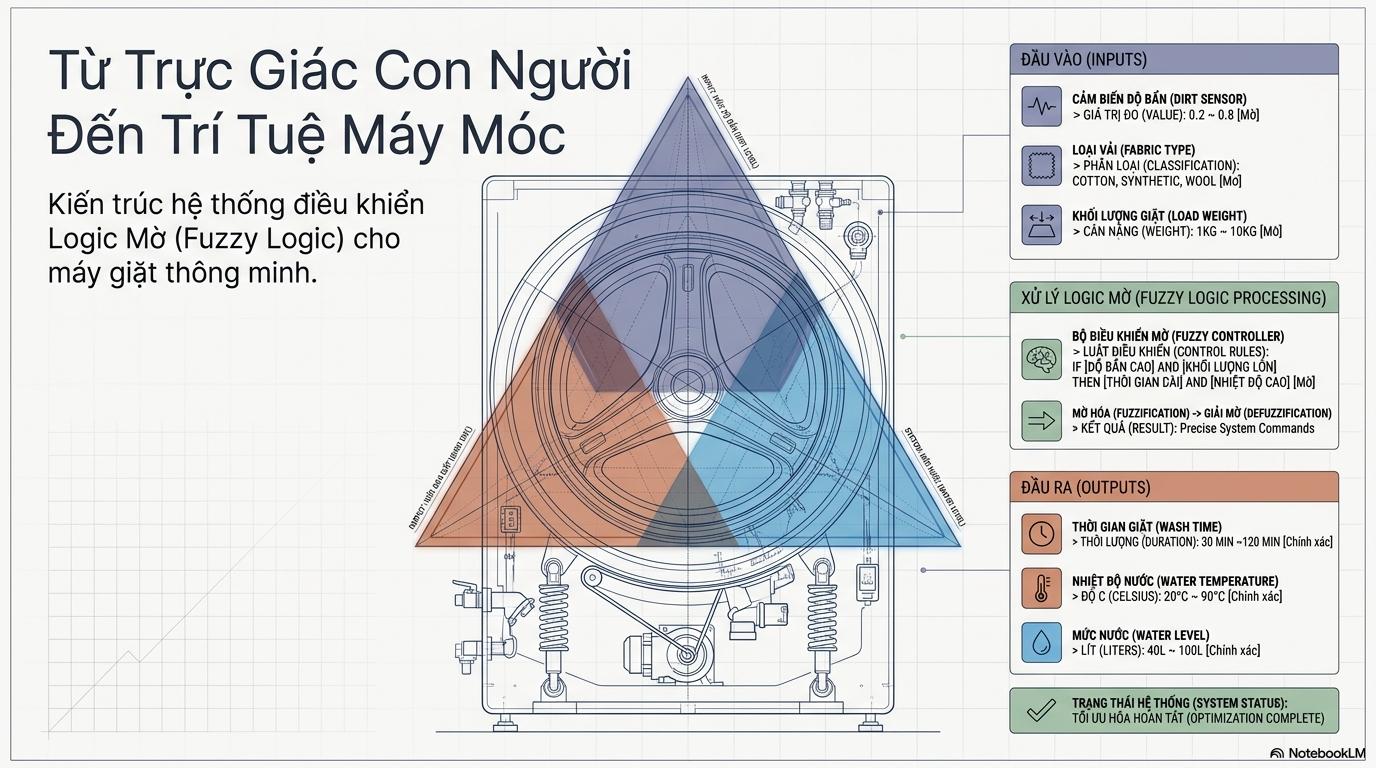 Từ Trực Giác Con Người
Đến Trí Tuệ Máy Móc
Kiến trúc hệ thống điều khiển
Logic Mờ (Fuzzy Logic) cho
máy giặt thông minh.
ĐẦU VÀO (INPUTS)
CẢM BIẾN DỘ BẨN (DIRT SENSOR)
> GIÁ TRỊ ĐO (VALUE): 0.2 ~ 0.8 [Mờ]
LOẠI VẢI (FABRIC TYPE)
> PHÂN LOẠI (CLASSIFICATION):
COTTON, SYNTHETIC, WOOL [Mờ]
KHỐI LƯỢNG GIẶT (LOAD WEIGHT)
> CÂN NẶNG (WEIGHT): 1KG ~ 10KG [Mờ]
XỬ LÝ LOGIC MỜ (FUZZY LOGIC PROCESSING)
BỘ BIỀU KHIỂN MỜ (FUZZY CONTROLLER)
> LUẬT ĐIỀU KHIỂN (CONTROL RULES):
IF ]DỘ BẨN CAO] AND [KHỐI LƯỢNG LỚN]
THEN [THỜI GIAN DÀI] AND [NHIỆT ĐỘ CAO] [Mờ]
MỜ HÓA (FUZZIFICATION) -> GIẢI MỜ (DEFUZZIFICATION)
> KẾT QUẢ (RESULT): Precise System Commands
ĐẦU RA (OUTPUTS)
THỜI GIAN GIẶT (WASH TIME)
> THỜI LƯỢNG (DURATION): 30 MIN ~120 MIN [Chính xác]
NHIỆT ĐỘ NƯỚC (WATER TEMPERATURE)
> ĐỘ C (CELSIUS): 20°C ~ 90°C [Chính xác]
MỨC NƯỚC (WATER LEVEL)
> LÍT (LITERS): 40L ~ 100L [Chính xác]
TRẠNG THÁI HỆ THỐNG (SYSTEM STATUS):
TỐI ƯU HÓA HOÀN TẤT (OPTIMIZATION COMPLETE)
NotebookLM